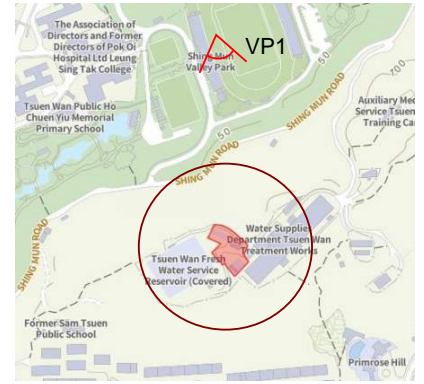 The Association of
Directors and Former
Directors of Pok Oi
Hospital Ltd Leung
Sing Tak College
VP1
Shing Mun
Valley Park
Tsuen Wan Public Ho
Chuen Yiu Memorial
Primary School
50
50
200
SHING MUN ROAD
Auxiliary Med
Service Tsuen
Training Ca
SHING MUN ROAD
SHING MUN ROAD
Water Supplies
Department Tsuen Wan
Treatment Works
Tsuen Wan Fresh
Water Service
Reservoir (Covered)
Former Sam Tsuen
Public School
Primrose Hill